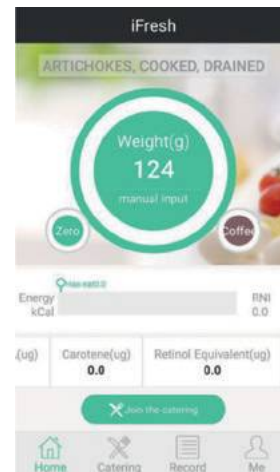 iFresh
ARTICHOKES, COOKED, DRAINED
Weight(g)
124
manual input
Zero
Coffee
Energy
kCal
RNI
0.0
(ug)
Carotene(ug)
0.0
Retinol Equivalent(ug)
0.0
Join the catering
Home
Catering
Record
Me